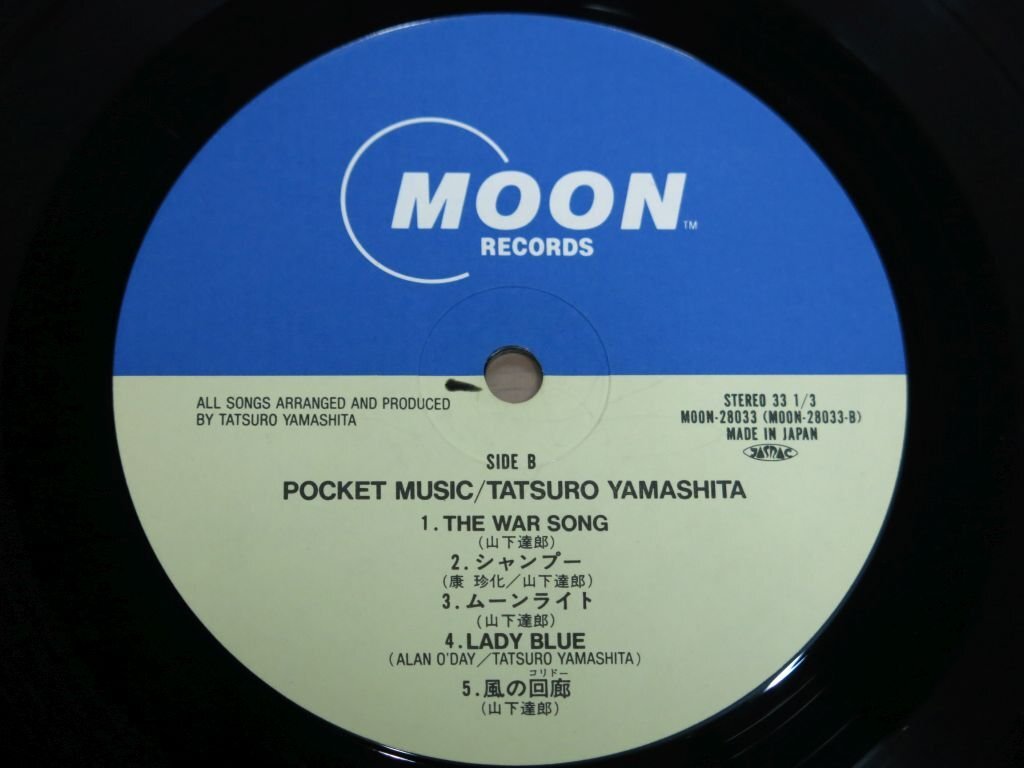 MOON™
RECORDS
ALL SONGS ARRANGED AND PRODUCED
BY TATSURO YAMASHITA
STEREO 33 1/3
MOON-28033 (MOON-28033-B)
MADE IN JAPAN
JASRAC
SIDE B
POCKET MUSIC/TATSURO YAMASHITA
1. THE WAR SONG
(山下達郎)
2. シャンプー
(康 珍化/山下達郎)
3. ムーンライト
(山下達郎)
4. LADY BLUE
(ALAN O'DAY/TATSURO YAMASHITA)
コリドー
5. 風の回廊
(山下達郎)